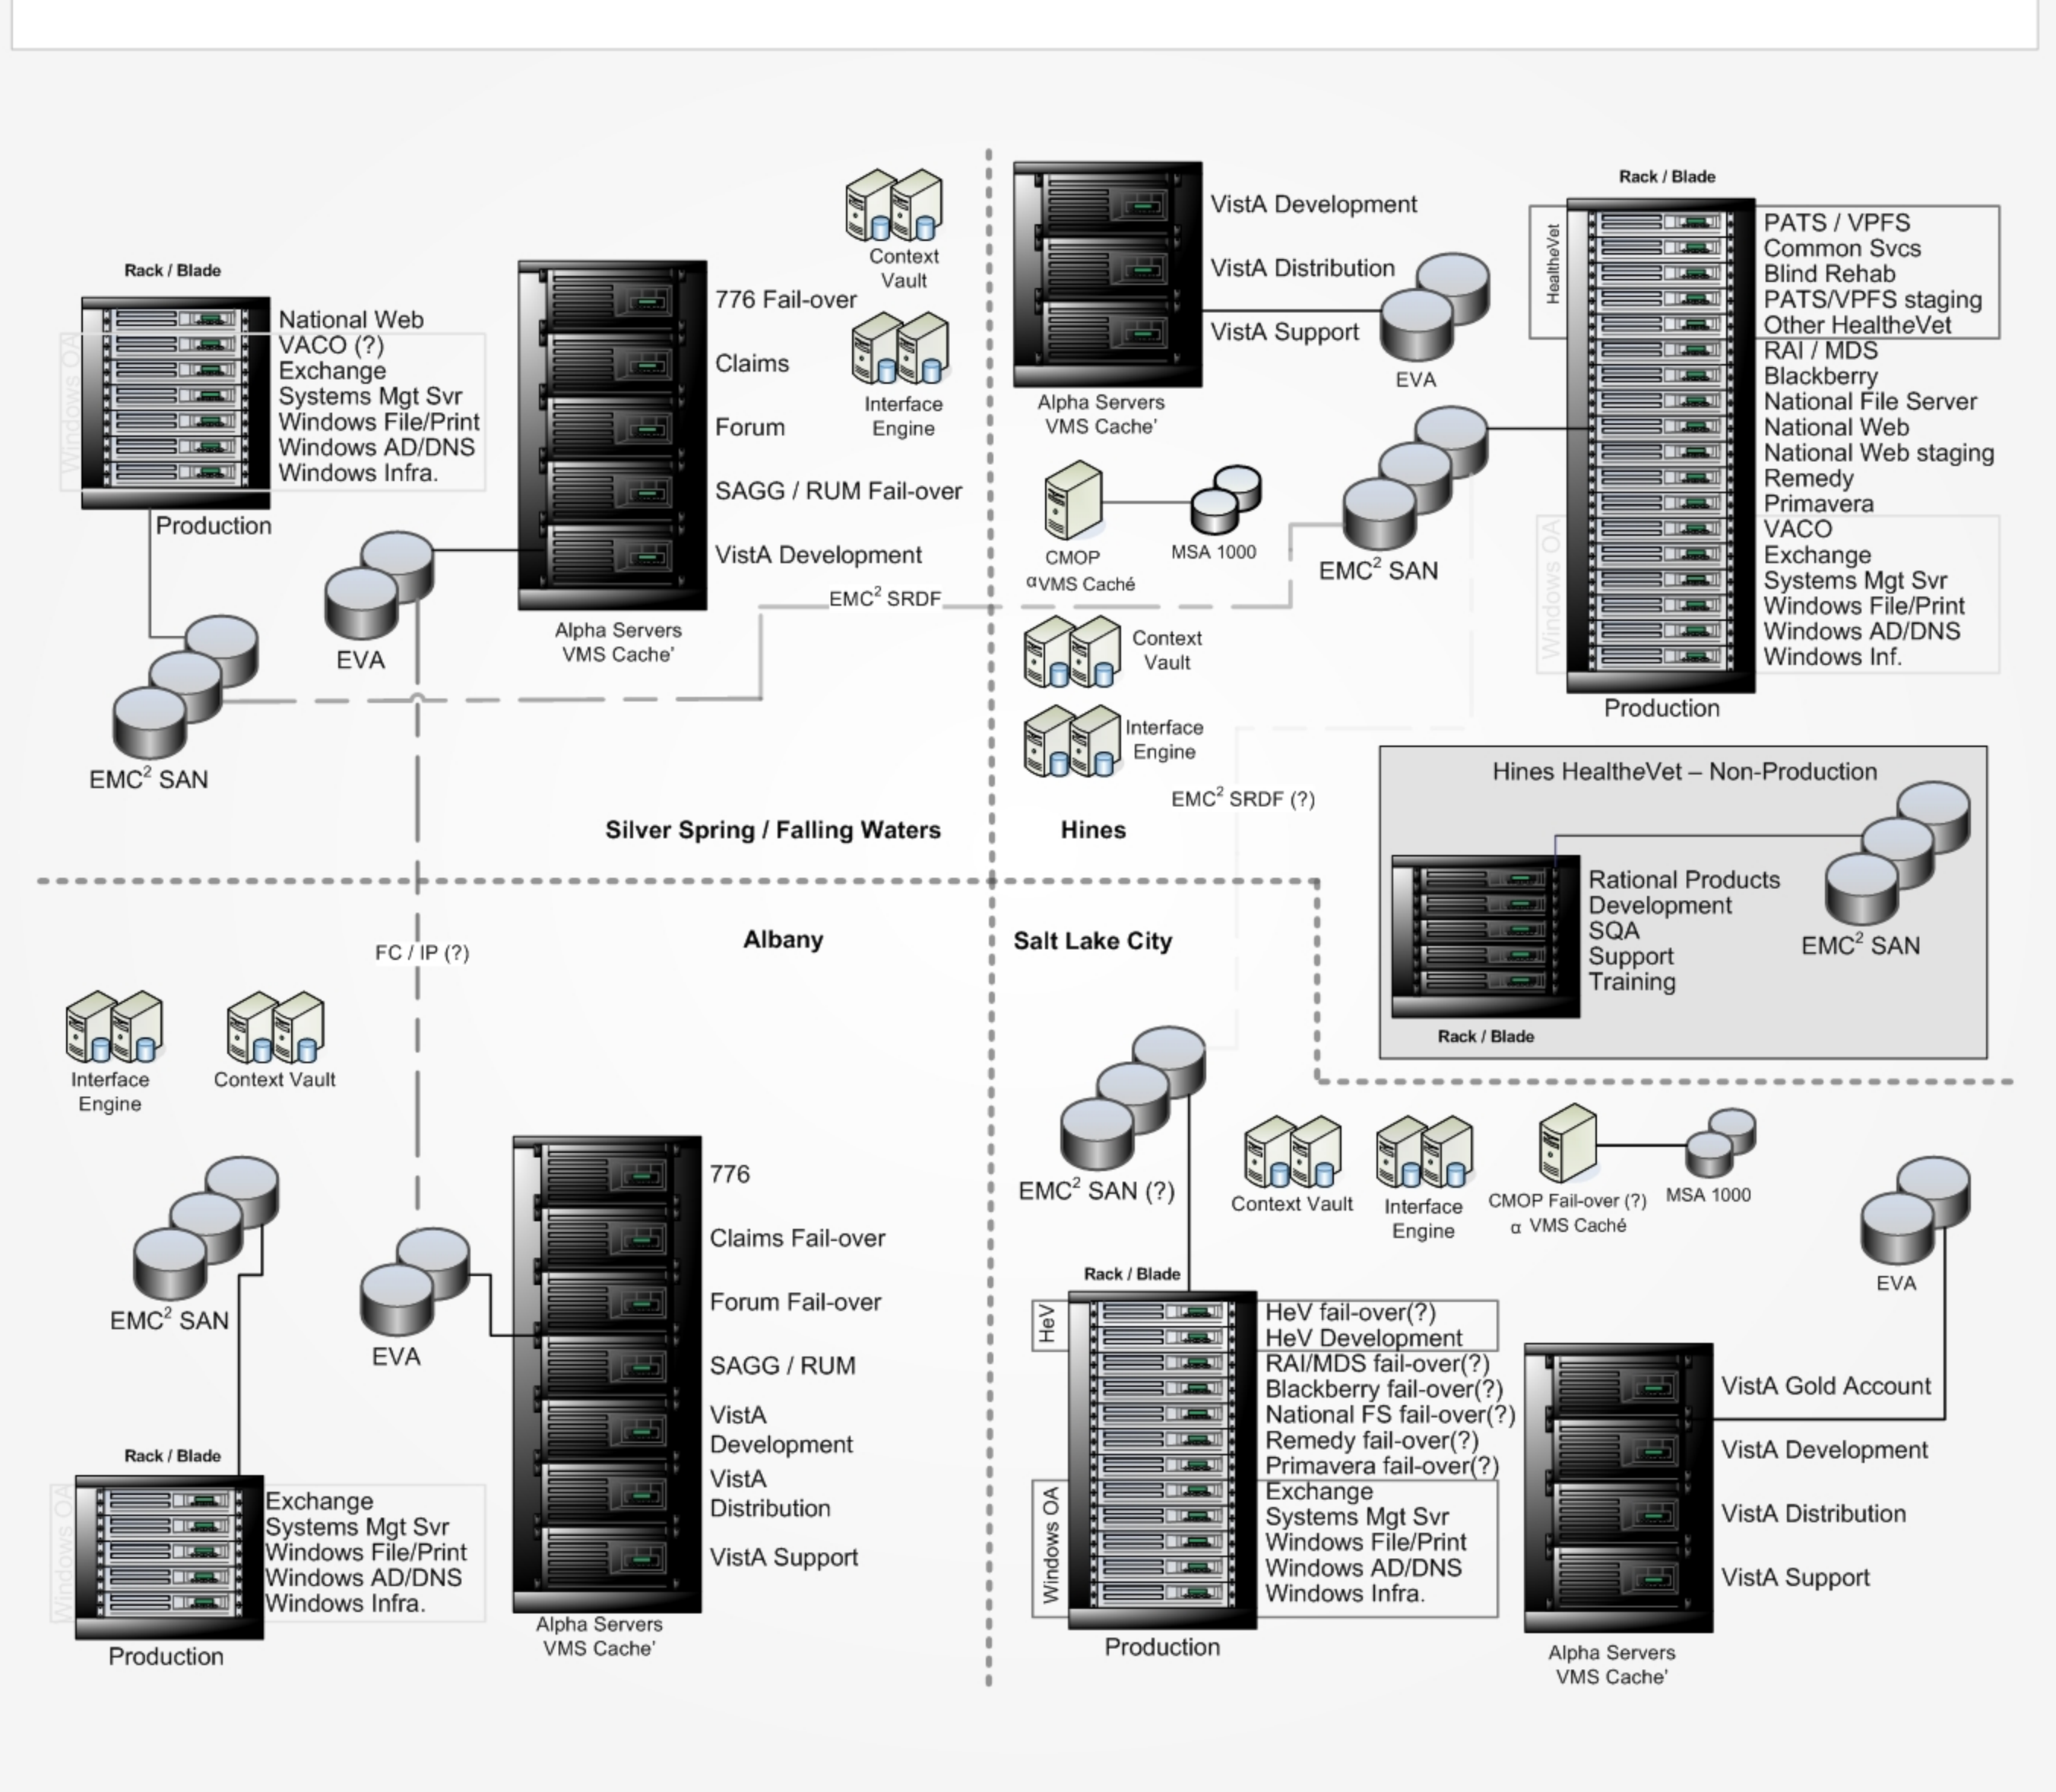 Rack / Blade
National Web
VACO (?)
Exchange
Systems Mgt Svr
Windows File/Print
Windows AD/DNS
Windows Infra.
Windows OA
Production
EMC² SAN
EVA
776 Fail-over
Claims
Forum
SAGG / RUM Fail-over
VistA Development
Alpha Servers
VMS Cache'
Context
Vault
Interface
Engine
EMC² SRDF
Silver Spring / Falling Waters
VistA Development
VistA Distribution
VistA Support
Alpha Servers
VMS Cache'
EVA
CMOP
αVMS Caché
MSA 1000
EMC² SAN
Context
Vault
Interface
Engine
EMC² SRDF (?)
Hines
Rack / Blade
HealtheVet
PATS / VPFS
Common Svcs
Blind Rehab
PATS/VPFS staging
Other HealtheVet
RAI / MDS
Blackberry
National File Server
National Web
National Web staging
Remedy
Primavera
Windows OA
VACO
Exchange
Systems Mgt Svr
Windows File/Print
Windows AD/DNS
Windows Inf.
Production
Hines HealtheVet – Non-Production
Rational Products
Development
SQA
Support
Training
Rack / Blade
EMC² SAN
Albany
FC / IP (?)
Interface
Engine
Context Vault
EMC² SAN
EVA
Rack / Blade
Windows OA
Exchange
Systems Mgt Svr
Windows File/Print
Windows AD/DNS
Windows Infra.
Production
776
Claims Fail-over
Forum Fail-over
SAGG / RUM
VistA
Development
VistA
Distribution
VistA Support
Alpha Servers
VMS Cache'
Salt Lake City
EMC² SAN (?)
Context Vault
Interface
Engine
CMOP Fail-over (?)
α VMS Caché
MSA 1000
EVA
Rack / Blade
HeV
HeV fail-over(?)
HeV Development
RAI/MDS fail-over(?)
Blackberry fail-over(?)
National FS fail-over(?)
Remedy fail-over(?)
Primavera fail-over(?)
Windows OA
Exchange
Systems Mgt Svr
Windows File/Print
Windows AD/DNS
Windows Infra.
Production
VistA Gold Account
VistA Development
VistA Distribution
VistA Support
Alpha Servers
VMS Cache'